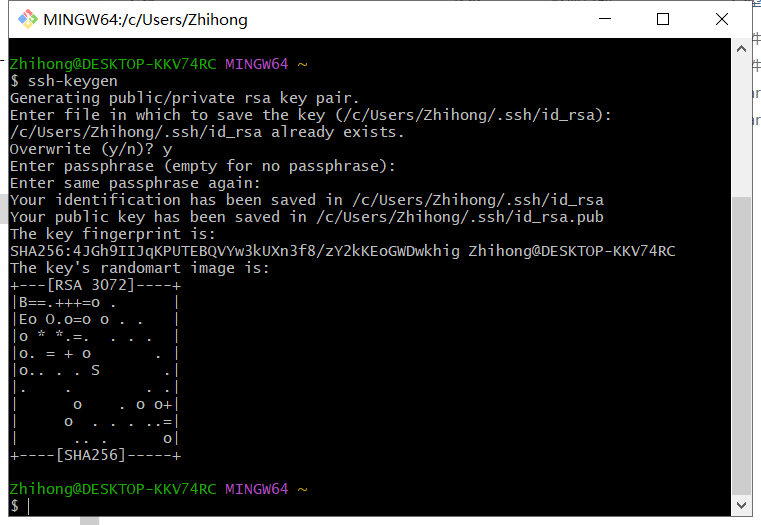 MINGW64:/c/Users/Zhihong
Zhihong@DESKTOP-KKV74RC MINGW64 ~
$ ssh-keygen
Generating public/private rsa key pair.
Enter file in which to save the key (/c/Users/Zhihong/.ssh/id_rsa):
/c/Users/Zhihong/.ssh/id_rsa already exists.
Overwrite (y/n)? y
Enter passphrase (empty for no passphrase):
Enter same passphrase again:
Your identification has been saved in /c/Users/Zhihong/.ssh/id_rsa
Your public key has been saved in /c/Users/Zhihong/.ssh/id_rsa.pub
The key fingerprint is:
SHA256:4JGh9IIJqKPUTEBQVYw3kUXn3f8/zY2kKEoGWDwkhig Zhihong@DESKTOP-KKV74RC
The key's randomart image is:
+---[RSA 3072]----+
|B==.+++=o .      |
|Eo O.o=o o . .   |
|o * *.=.  . . .  |
|o. = + o       . |
|o.. . . S       .|
|.     .        . .|
|       o    . o o+|
|      o  . . . ..=|
|       .. .      o|
+----[SHA256]-----+
Zhihong@DESKTOP-KKV74RC MINGW64 ~
$
件
件
ar
ar